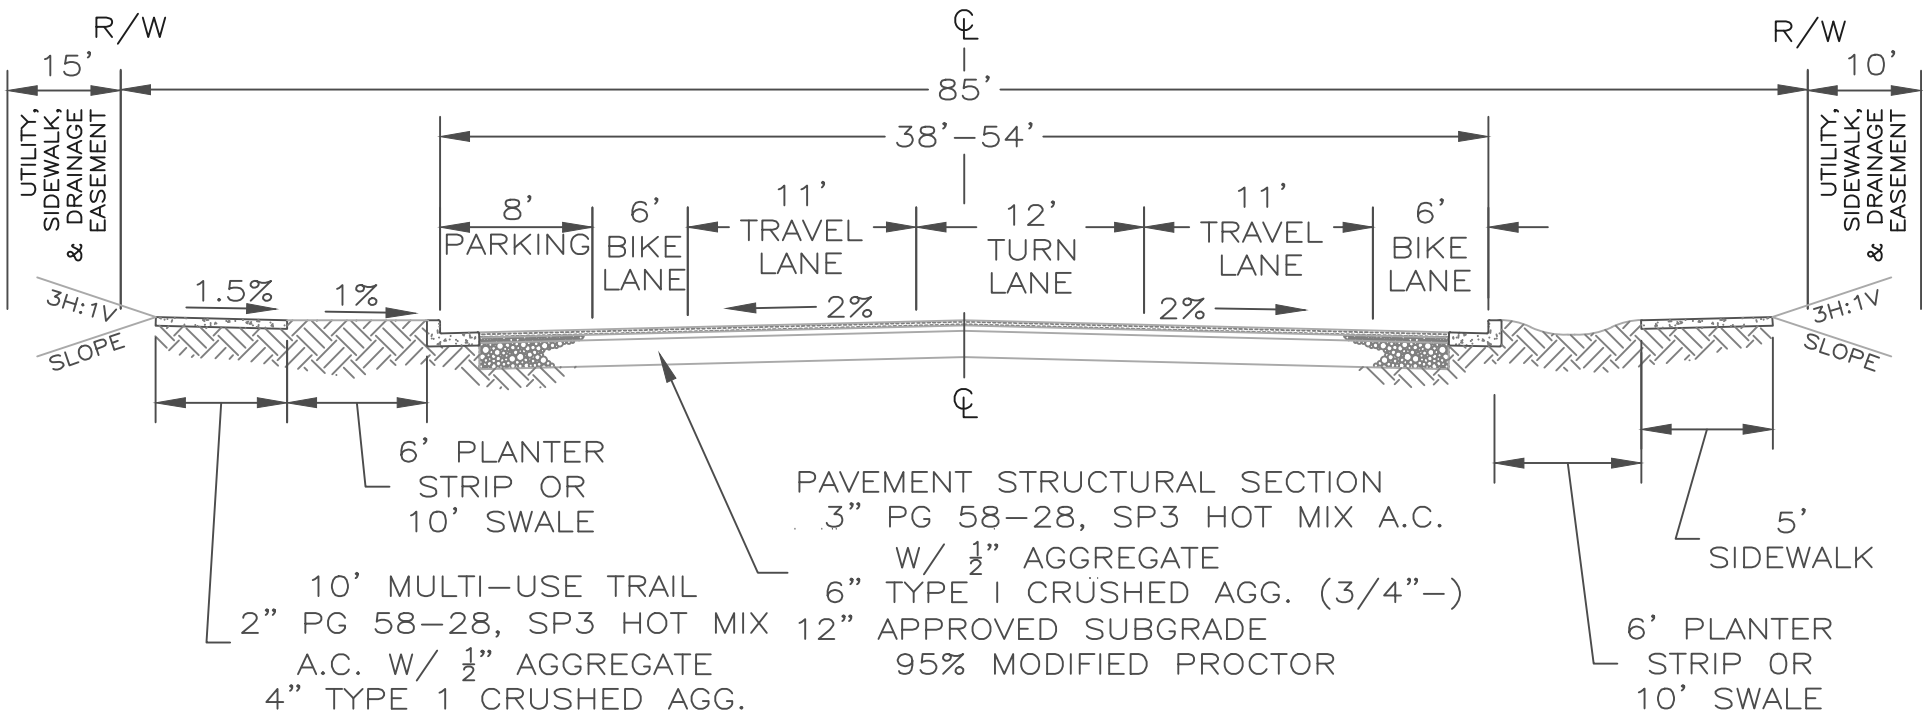 R/W
℄
R/W
15’
85’
10’
38’–54’
UTILITY,
SIDEWALK,
& DRAINAGE
EASEMENT
UTILITY,
SIDEWALK,
& DRAINAGE
EASEMENT
8’
PARKING
6’
BIKE
LANE
11’
TRAVEL
LANE
12’
TURN
LANE
11’
TRAVEL
LANE
6’
BIKE
LANE
3H:1V
SLOPE
1.5%
1%
2%
2%
3H:1V
SLOPE
℄
6’ PLANTER
STRIP OR
10’ SWALE
10’ MULTI–USE TRAIL
2” PG 58–28, SP3 HOT MIX
A.C. W/ ½” AGGREGATE
4” TYPE 1 CRUSHED AGG.
PAVEMENT STRUCTURAL SECTION
3” PG 58–28, SP3 HOT MIX A.C.
W/ ½” AGGREGATE
6” TYPE I CRUSHED AGG. (3/4”–)
12” APPROVED SUBGRADE
95% MODIFIED PROCTOR
5’
SIDEWALK
6’ PLANTER
STRIP OR
10’ SWALE